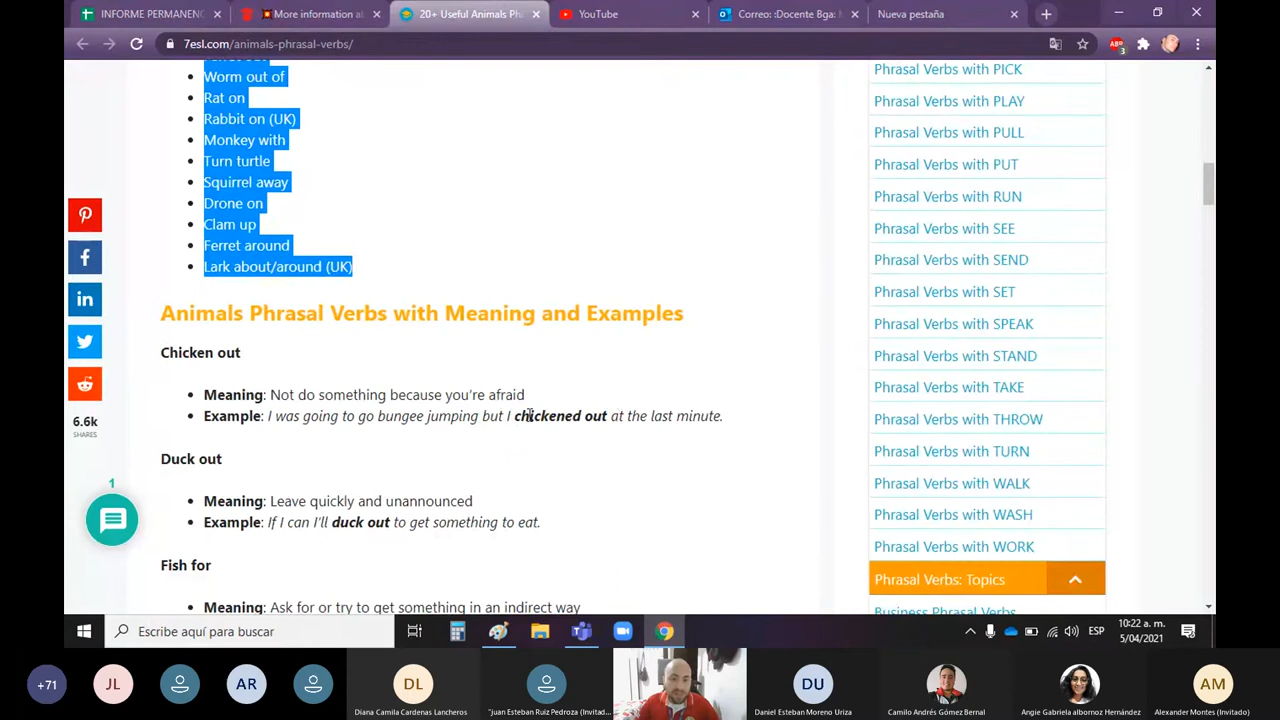 INFORME PERMANENC
More information a
20+ Useful Animals Ph
YouTube
Correo: :Docente Bga: M
Nueva pestaña
7esl.com/animals-phrasal-verbs/
ABP
3
Worm out of
Rat on
Rabbit on (UK)
Monkey with
Turn turtle
Squirrel away
Drone on
Clam up
Ferret around
Lark about/around (UK)
Animals Phrasal Verbs with Meaning and Examples
Chicken out
Meaning: Not do something because you're afraid
Example: I was going to go bungee jumping but I chickened out at the last minute.
Duck out
Meaning: Leave quickly and unannounced
Example: If I can I'll duck out to get something to eat.
Fish for
Meaning: Ask for or try to get something in an indirect way
6.6k
SHARES
1
Phrasal Verbs with PICK
Phrasal Verbs with PLAY
Phrasal Verbs with PULL
Phrasal Verbs with PUT
Phrasal Verbs with RUN
Phrasal Verbs with SEE
Phrasal Verbs with SEND
Phrasal Verbs with SET
Phrasal Verbs with SPEAK
Phrasal Verbs with STAND
Phrasal Verbs with TAKE
Phrasal Verbs with THROW
Phrasal Verbs with TURN
Phrasal Verbs with WALK
Phrasal Verbs with WASH
Phrasal Verbs with WORK
Phrasal Verbs: Topics
Business Phrasal Verbs
Escribe aquí para buscar
ESP
10:22 a. m.
5/04/2021
+71
JL
AR
DL
DU
AM
Diana Camila Cardenas Lancheros
"juan Esteban Ruiz Pedroza (Invitad...
Daniel Esteban Moreno Uriza
Camilo Andrés Gómez Bernal
Angie Gabriela albornoz Hernández
Alexander Montes (Invitado)